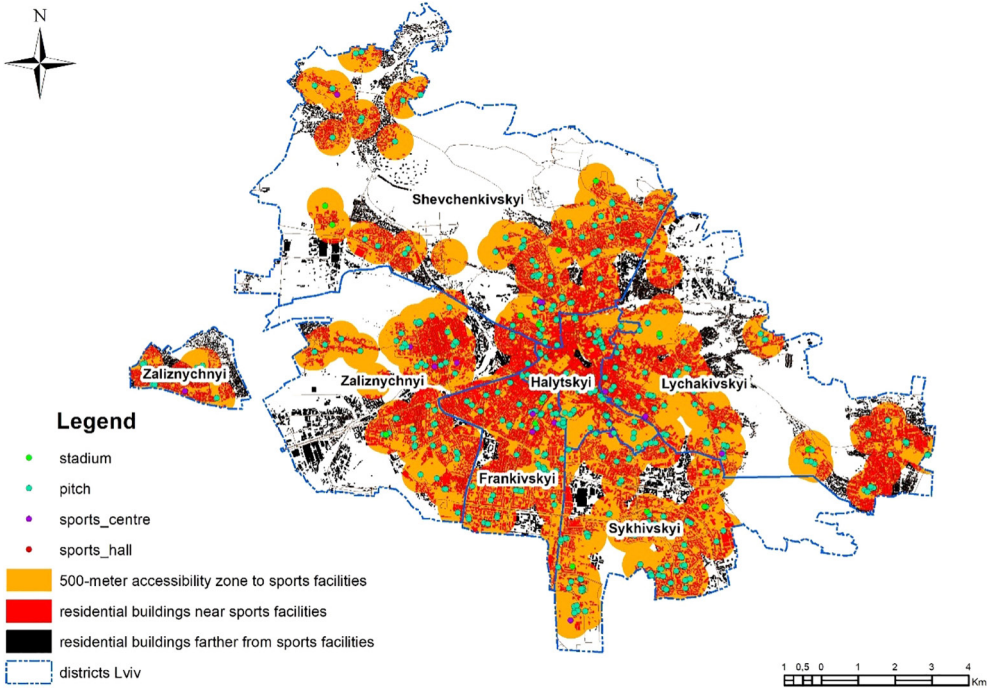 N
Shevchenkivskyi
Zaliznychnyi
Zaliznychnyi
Halytskyi
Lychakivskyi
Frankivskyi
Sykhivskyi
Legend
stadium
pitch
sports_centre
sports_hall
500-meter accessibility zone to sports facilities
residential buildings near sports facilities
residential buildings farther from sports facilities
districts Lviv
1 0,5 0 1 2 3 4
Km